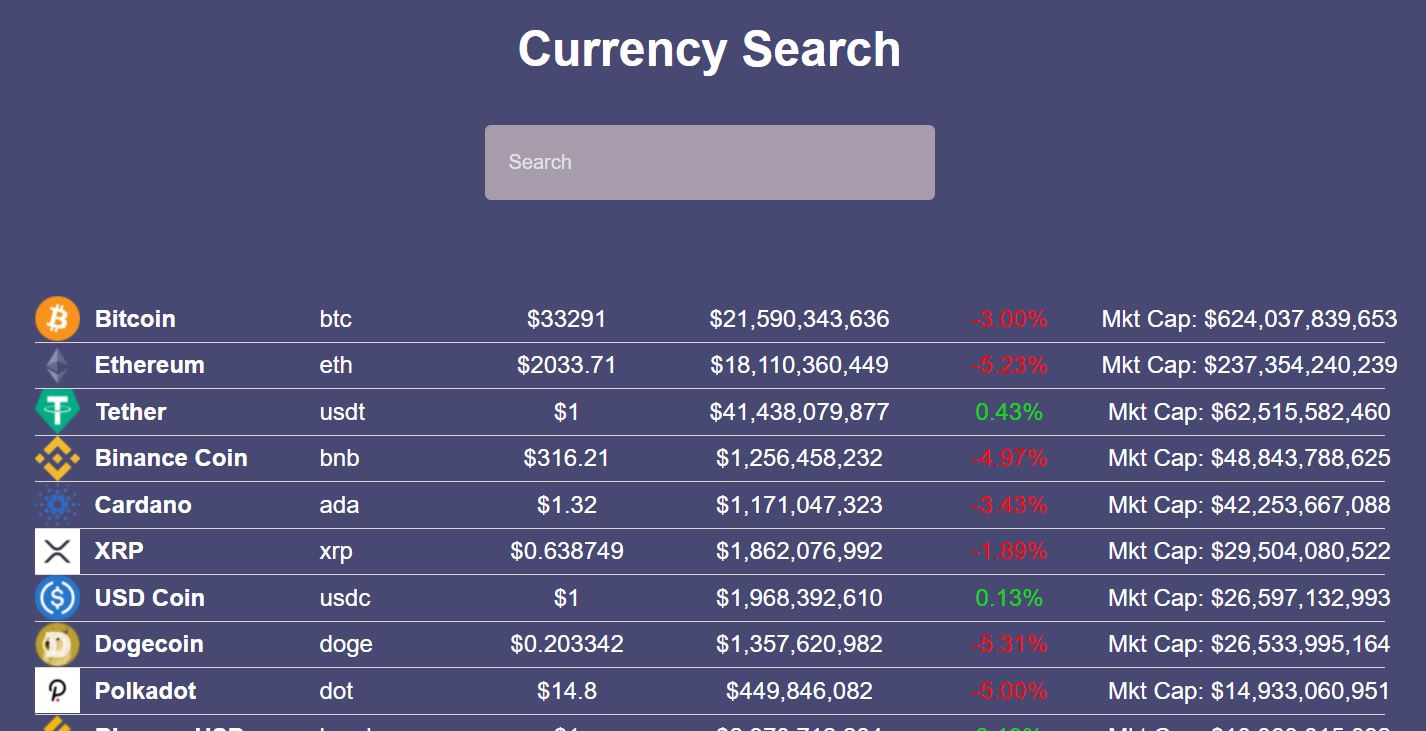 Currency Search
Search
Bitcoin btc $33291 $21,590,343,636 -3.00% Mkt Cap: $624,037,839,653
Ethereum eth $2033.71 $18,110,360,449 -5.23% Mkt Cap: $237,354,240,239
Tether usdt $1 $41,438,079,877 0.43% Mkt Cap: $62,515,582,460
Binance Coin bnb $316.21 $1,256,458,232 -4.97% Mkt Cap: $48,843,788,625
Cardano ada $1.32 $1,171,047,323 -3.43% Mkt Cap: $42,253,667,088
XRP xrp $0.638749 $1,862,076,992 -1.89% Mkt Cap: $29,504,080,522
USD Coin usdc $1 $1,968,392,610 0.13% Mkt Cap: $26,597,132,993
Dogecoin doge $0.203342 $1,357,620,982 -5.31% Mkt Cap: $26,533,995,164
Polkadot dot $14.8 $449,846,082 -5.00% Mkt Cap: $14,933,060,951